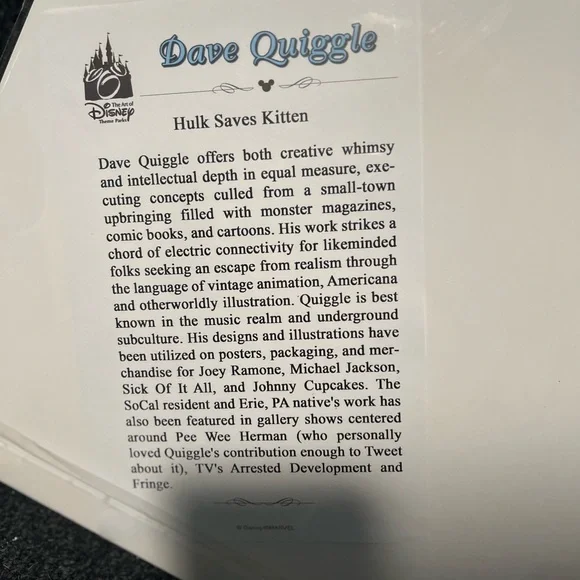 Dave Quiggle
The Art of
Disney
Theme Parks
Hulk Saves Kitten
Dave Quiggle offers both creative whimsy
and intellectual depth in equal measure, exe-
cuting concepts culled from a small-town
upbringing filled with monster magazines,
comic books, and cartoons. His work strikes a
chord of electric connectivity for likeminded
folks seeking an escape from realism through
the language of vintage animation, Americana
and otherworldly illustration. Quiggle is best
known in the music realm and underground
subculture. His designs and illustrations have
been utilized on posters, packaging, and mer-
chandise for Joey Ramone, Michael Jackson,
Sick Of It All, and Johnny Cupcakes. The
SoCal resident and Erie, PA native's work has
also been featured in gallery shows centered
around Pee Wee Herman (who personally
loved Quiggle's contribution enough to Tweet
about it), TV's Arrested Development and
Fringe.